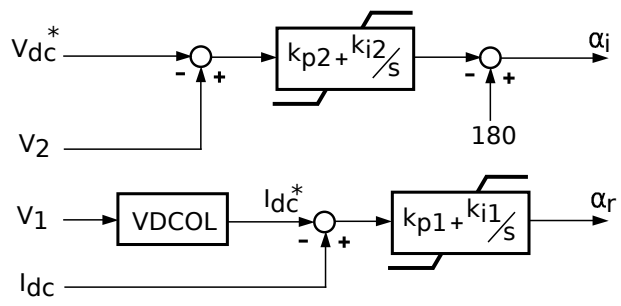 Vdc* - + kp2+ki2/s - + αi
V2 180
V1 VDCOL Idc* - + kp1+ki1/s αr
Idc